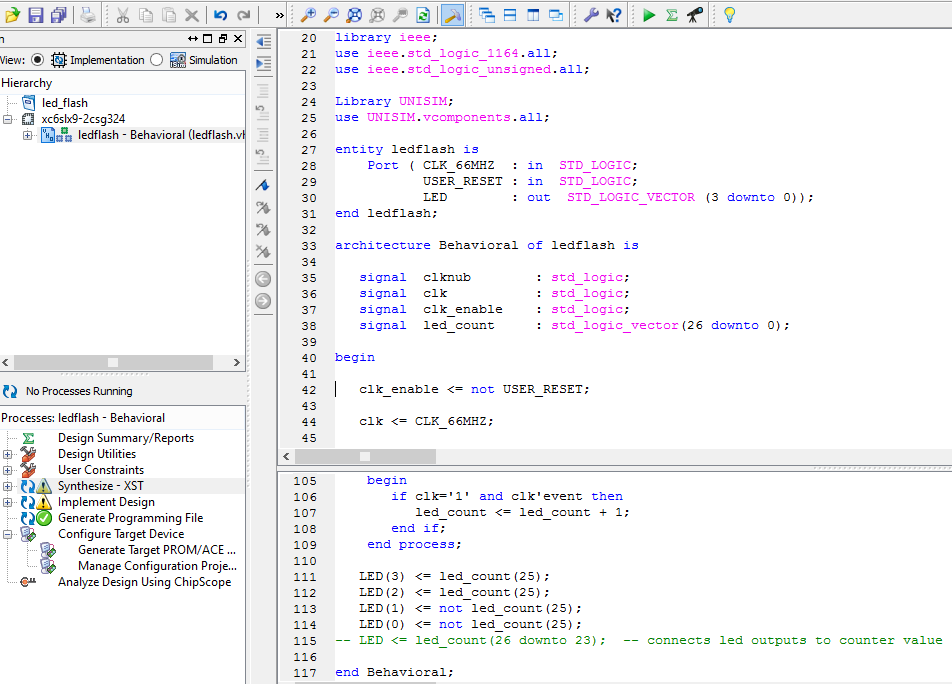 View: Implementation Simulation
Hierarchy
led_flash
xc6slx9-2csg324
ledflash - Behavioral (ledflash.vh
No Processes Running
Processes: ledflash - Behavioral
Design Summary/Reports
Design Utilities
User Constraints
Synthesize - XST
Implement Design
Generate Programming File
Configure Target Device
Generate Target PROM/ACE ...
Manage Configuration Proje...
Analyze Design Using ChipScope
20 library ieee;
21 use ieee.std_logic_1164.all;
22 use ieee.std_logic_unsigned.all;
23
24 Library UNISIM;
25 use UNISIM.vcomponents.all;
26
27 entity ledflash is
28 Port ( CLK_66MHZ : in STD_LOGIC;
29 USER_RESET : in STD_LOGIC;
30 LED : out STD_LOGIC_VECTOR (3 downto 0));
31 end ledflash;
32
33 architecture Behavioral of ledflash is
34
35 signal clknub : std_logic;
36 signal clk : std_logic;
37 signal clk_enable : std_logic;
38 signal led_count : std_logic_vector(26 downto 0);
39
40 begin
41
42 clk_enable <= not USER_RESET;
43
44 clk <= CLK_66MHZ;
45
105 begin
106 if clk='1' and clk'event then
107 led_count <= led_count + 1;
108 end if;
109 end process;
110
111 LED(3) <= led_count(25);
112 LED(2) <= led_count(25);
113 LED(1) <= not led_count(25);
114 LED(0) <= not led_count(25);
115 -- LED <= led_count(26 downto 23); -- connects led outputs to counter value
116
117 end Behavioral;